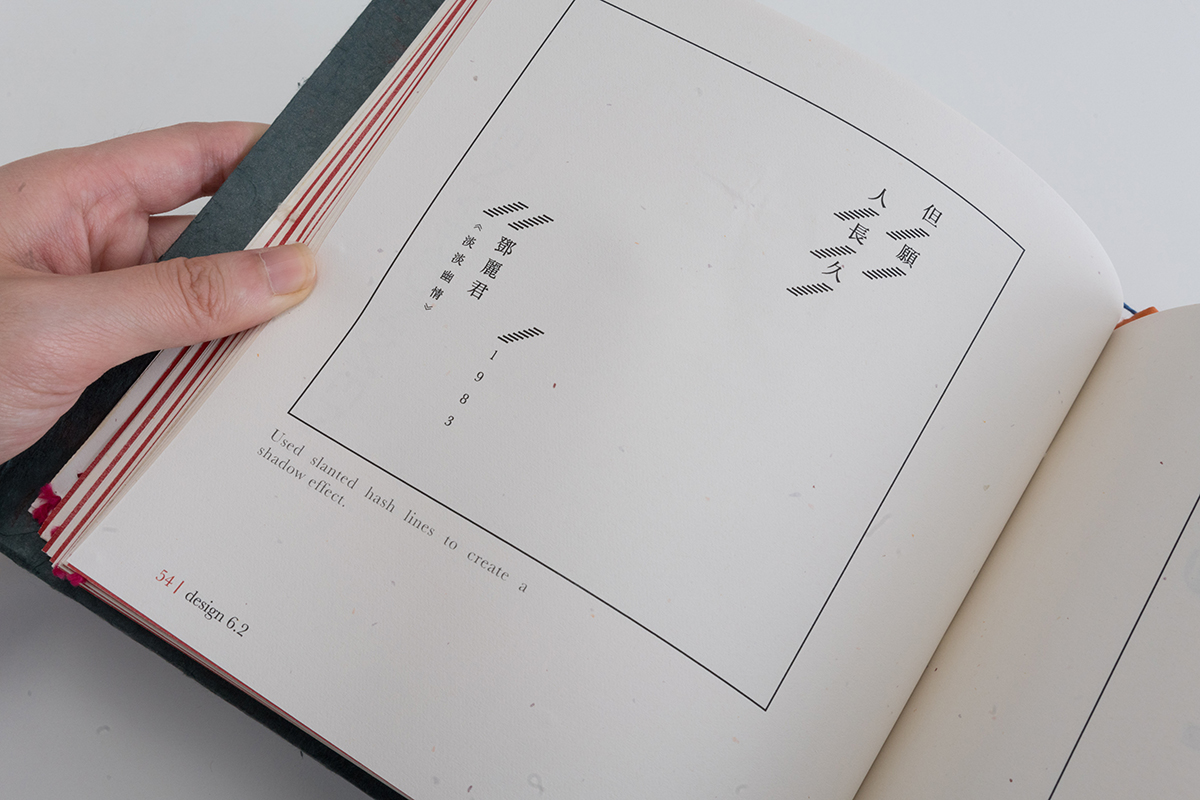 但願
人長久
鄧麗君
《淡淡幽情》
1983
Used slanted hash lines to create a
shadow effect.
54 | design 6.2